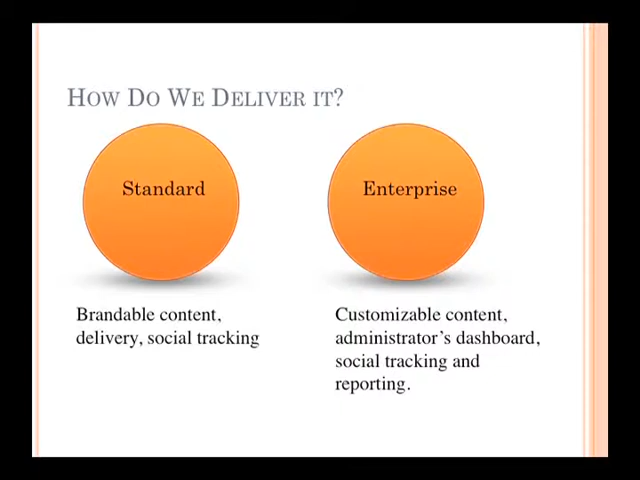 HOW DO WE DELIVER IT?
Standard
Enterprise
Brandable content,
delivery, social tracking
Customizable content,
administrator's dashboard,
social tracking and
reporting.